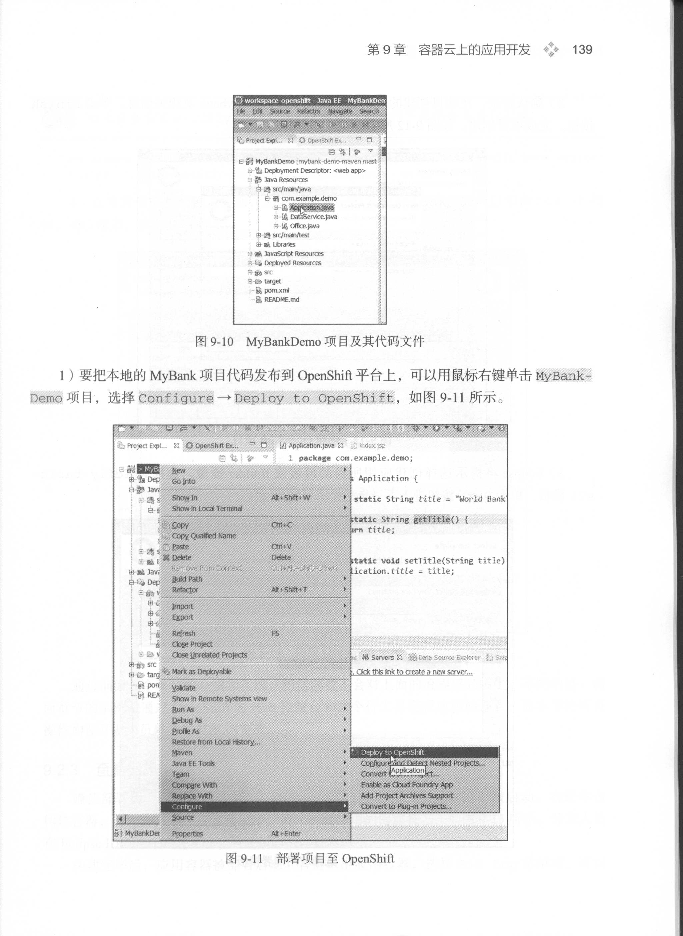 第 9 章 容器云上的应用开发 139
workspace openshift Java EE MyBankDem
File Edit Source Refactor Navigate Search
Project Expl... OpenShift Ex...
MyBankDemo [mybank-demo-maven mast
Deployment Descriptor: <web app>
Java Resources
src/main/java
com.example.demo
Application.java
DataService.java
Office.java
src/main/test
Libraries
JavaScript Resources
Deployed Resources
src
target
pom.xml
README.md
图 9-10 MyBankDemo 项目及其代码文件
1）要把本地的 MyBank 项目代码发布到 OpenShift 平台上，可以用鼠标右键单击 MyBank-
Demo 项目，选择 Configure→Deploy to OpenShift，如图 9-11 所示。
Project Expl... OpenShift Ex... Application.java index.jsp
1 package com.example.demo;
MyB
New
Go Into
Show In Alt+Shift+W
Show in Local Terminal
Copy Ctrl+C
Copy Qualified Name
Paste Ctrl+V
Delete Delete
Remove from Context
Build Path
Refactor Alt+Shift+T
Import
Export
Refresh F5
Close Project
Close Unrelated Projects
Mark as Deployable
Validate
Show in Remote Systems view
Run As
Debug As
Profile As
Restore from Local History...
Maven
Java EE Tools
Team
Compare With
Replace With
Configure
Source
Properties Alt+Enter
s Application {
static String title = "World Bank"
static String getTitle() {
urn title;
static void setTitle(String title)
lication.title = title;
Servers Data Source Explorer
. Click this link to create a new server...
Deploy to OpenShift
Configure and Detect Nested Projects...
Convert
Application
Enable as Cloud Foundry App
Add Project Archives Support
Convert to Plug-in Projects...
Dep
Java
src
targ
pon
REA
MyBankDe
图 9-11 部署项目至 OpenShift